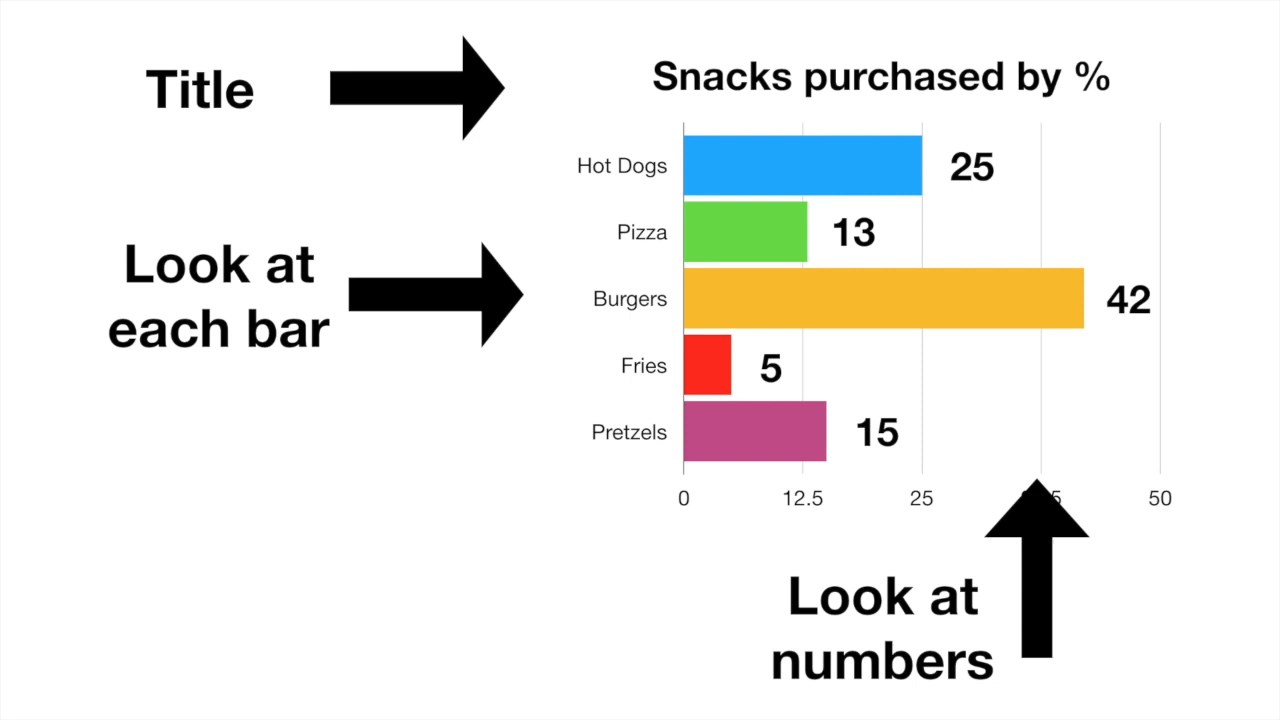 Title
Snacks purchased by %
Hot Dogs
25
Pizza
13
Look at
each bar
Burgers
42
Fries
5
Pretzels
15
0
12.5
25
50
Look at
numbers